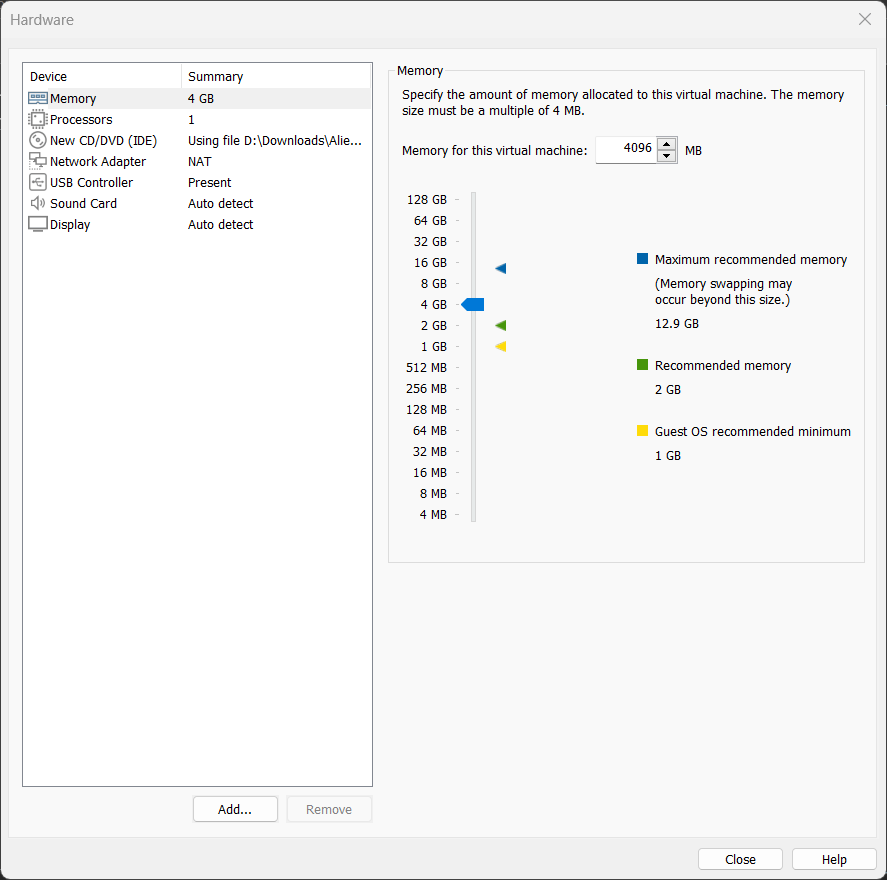 Hardware
Device Summary
Memory 4 GB
Processors 1
New CD/DVD (IDE) Using file D:\Downloads\Alie...
Network Adapter NAT
USB Controller Present
Sound Card Auto detect
Display Auto detect
Add...
Remove
Memory
Specify the amount of memory allocated to this virtual machine. The memory
size must be a multiple of 4 MB.
Memory for this virtual machine: 4096 MB
128 GB
64 GB
32 GB
16 GB
8 GB
4 GB
2 GB
1 GB
512 MB
256 MB
128 MB
64 MB
32 MB
16 MB
8 MB
4 MB
Maximum recommended memory
(Memory swapping may
occur beyond this size.)
12.9 GB
Recommended memory
2 GB
Guest OS recommended minimum
1 GB
Close
Help